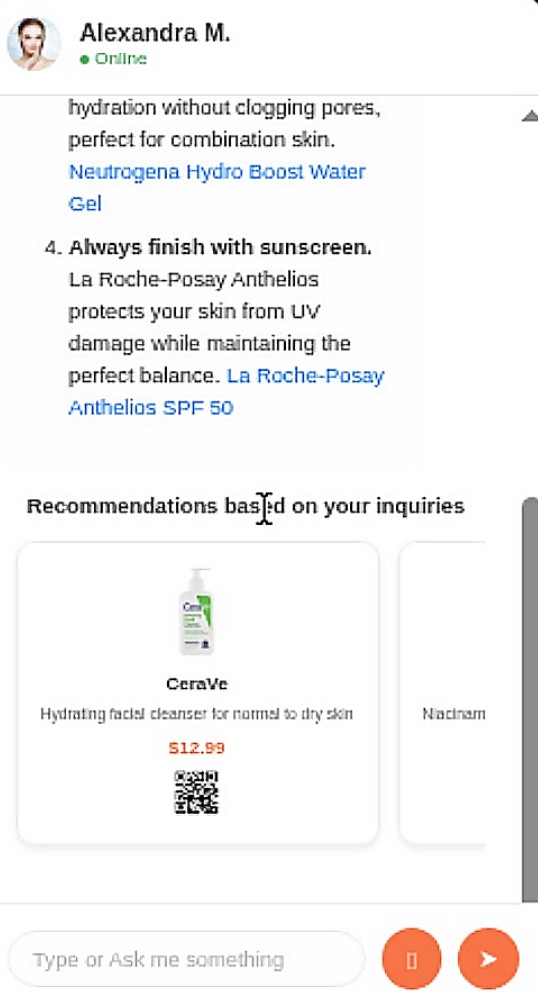 Alexandra M.
Online
hydration without clogging pores,
perfect for combination skin.
Neutrogena Hydro Boost Water
Gel
4. Always finish with sunscreen.
La Roche-Posay Anthelios
protects your skin from UV
damage while maintaining the
perfect balance. La Roche-Posay
Anthelios SPF 50
Recommendations based on your inquiries
CeraVe
Hydrating facial cleanser for normal to dry skin
$12.99
Niacinam
Type or Ask me something